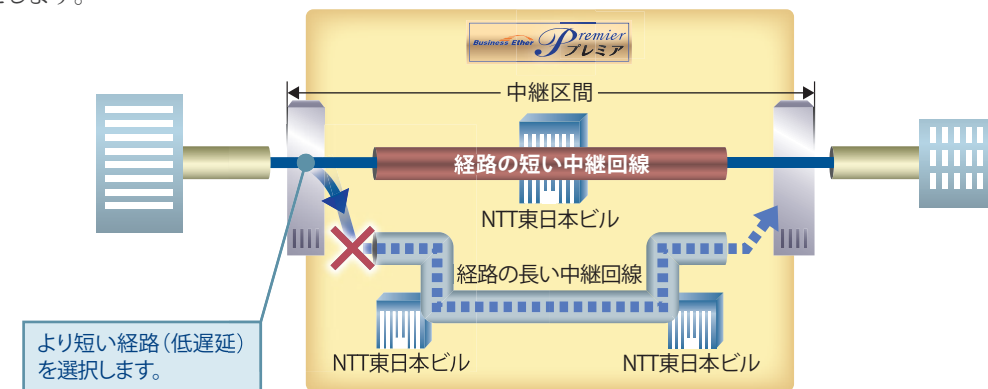 します。
Business Ether Premier
プレミア
中継区間
経路の短い中継回線
NTT東日本ビル
経路の長い中継回線
より短い経路(低遅延)
を選択します。
NTT東日本ビル
NTT東日本ビル